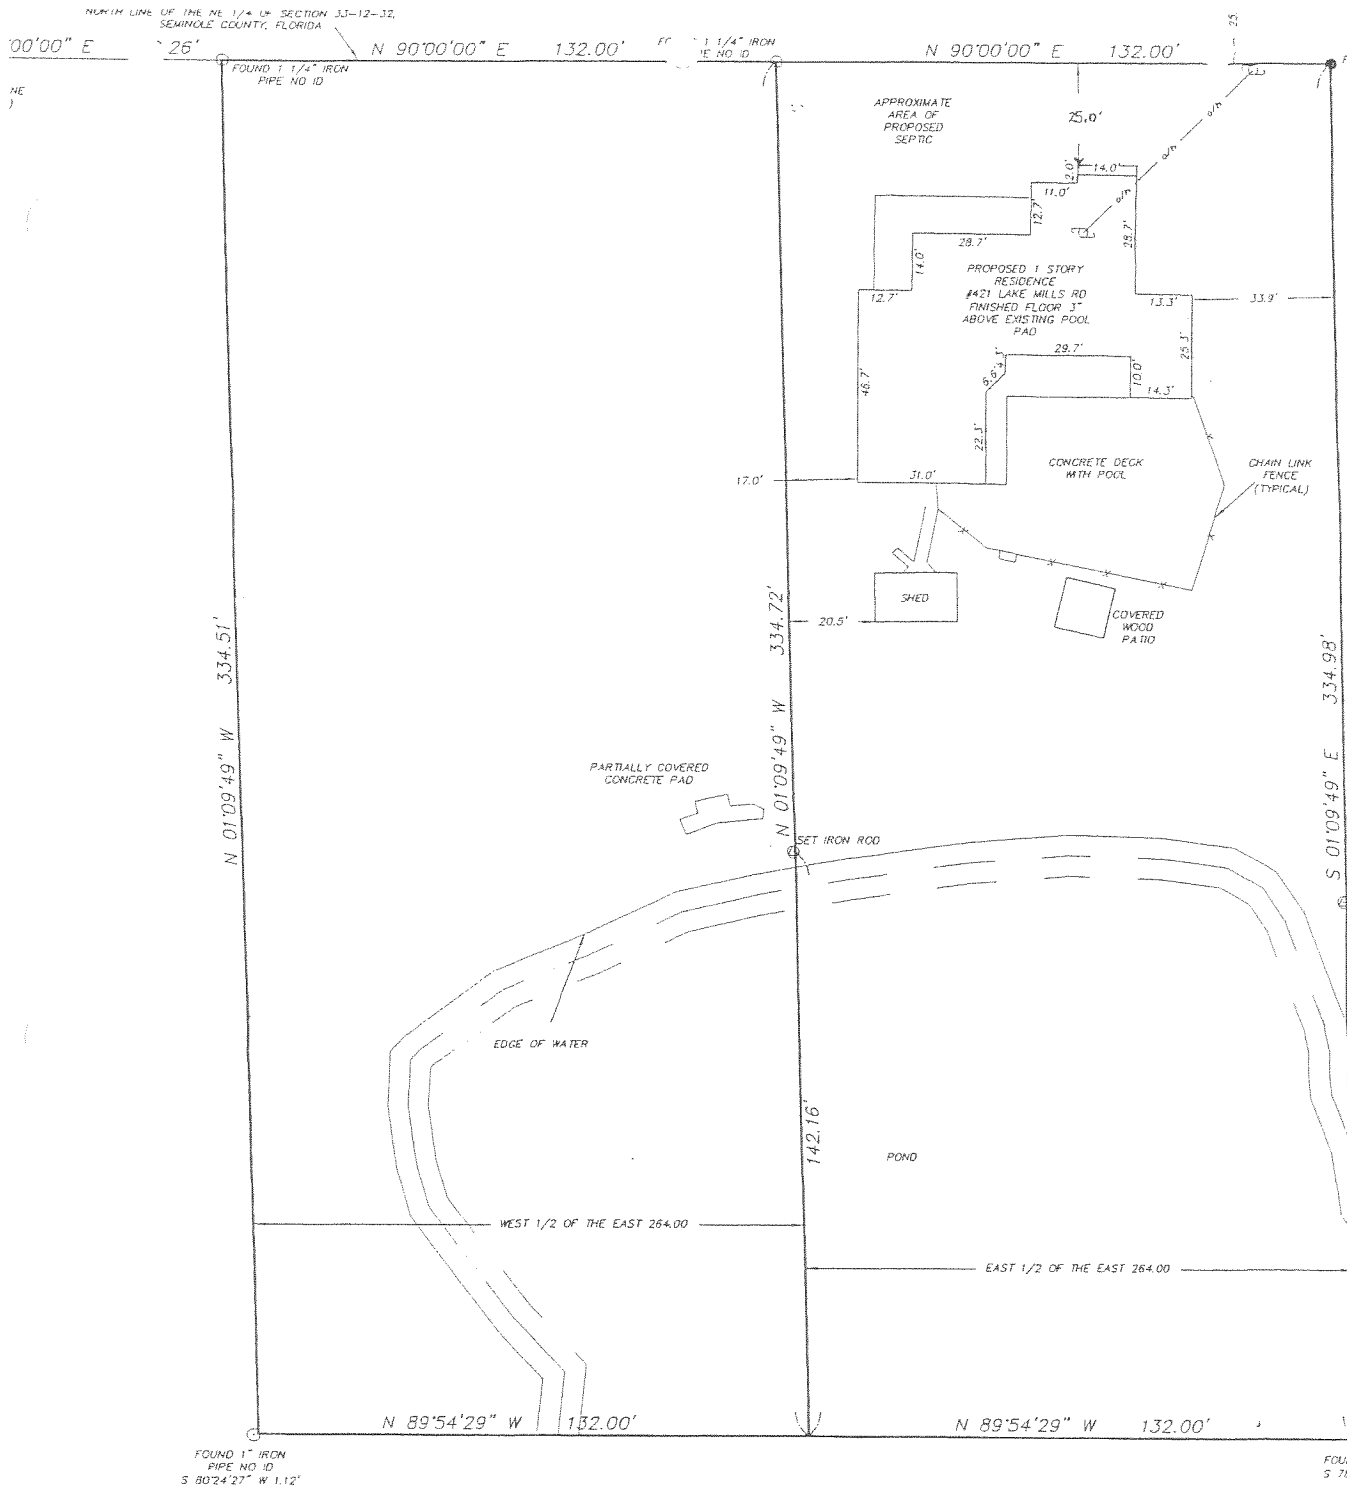 NORTH LINE OF THE NE 1/4 OF SECTION 33-12-32,
SEMINOLE COUNTY, FLORIDA
00'00" E
26'
N 90°00'00" E 132.00'
1 1/4" IRON
NO ID
N 90°00'00" E 132.00'
25
FOUND 1 1/4" IRON
PIPE NO ID
NE
)
APPROXIMATE
AREA OF
PROPOSED
SEPTIC
25.0'
o/h
o/h
o/h
2.0'
14.0'
11.0'
12.7'
28.7'
28.7'
14.0'
12.7'
PROPOSED 1 STORY
RESIDENCE
#421 LAKE MILLS RD
FINISHED FLOOR 3"
ABOVE EXISTING POOL
PAD
13.3'
33.9'
25.3'
29.7'
6.6'
10.0'
14.3'
46.7'
22.3'
31.0'
17.0'
CONCRETE DECK
WITH POOL
CHAIN LINK
FENCE
(TYPICAL)
SHED
20.5'
COVERED
WOOD
PATIO
N 01°09'49" W 334.51'
N 01°09'49" W 334.72'
S 01°09'49" E 334.98'
PARTIALLY COVERED
CONCRETE PAD
SET IRON ROD
EDGE OF WATER
142.16'
POND
WEST 1/2 OF THE EAST 264.00
EAST 1/2 OF THE EAST 264.00
N 89°54'29" W 132.00'
N 89°54'29" W 132.00'
FOUND 1" IRON
PIPE NO ID
S 80°24'27" W 1.12'
FOU
S 78